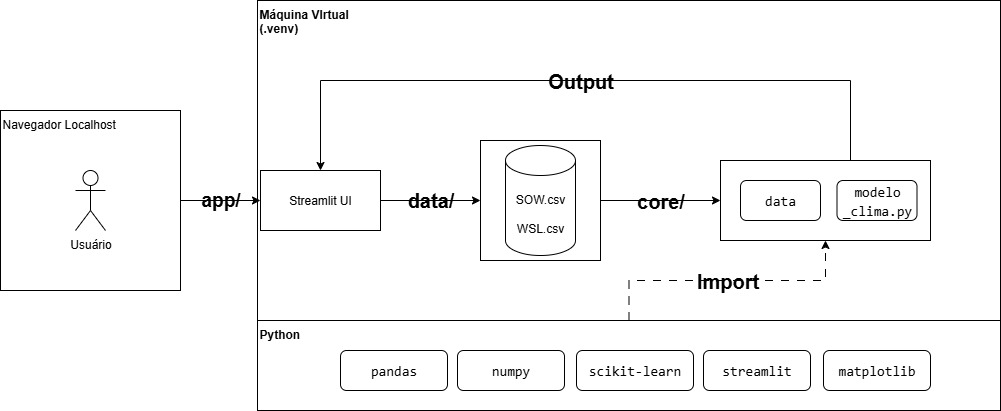 Máquina VIrtual
(.venv)
Output
Navegador Localhost
Usuário
app/
Streamlit UI
data/
SOW.csv
WSL.csv
core/
data
modelo
_clima.py
Import
Python
pandas
numpy
scikit-learn
streamlit
matplotlib